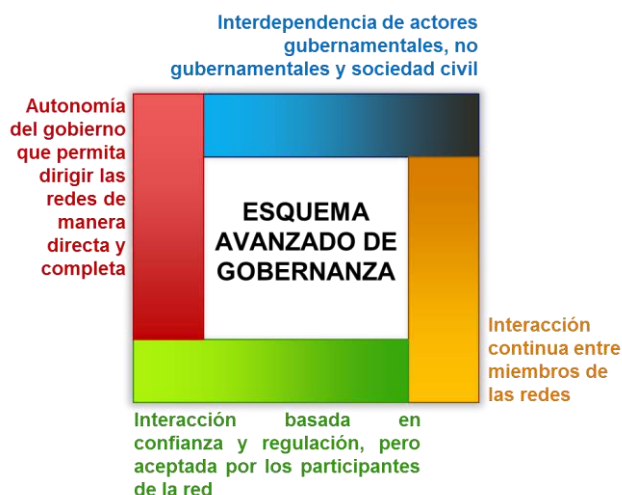 Interdependencia de actores
gubernamentales, no
gubernamentales y sociedad civil
Autonomía
del gobierno
que permita
dirigir las
redes de
manera
directa y
completa
ESQUEMA
AVANZADO DE
GOBERNANZA
Interacción
continua entre
miembros de
las redes
Interacción basada en
confianza y regulación, pero
aceptada por los participantes
de la red